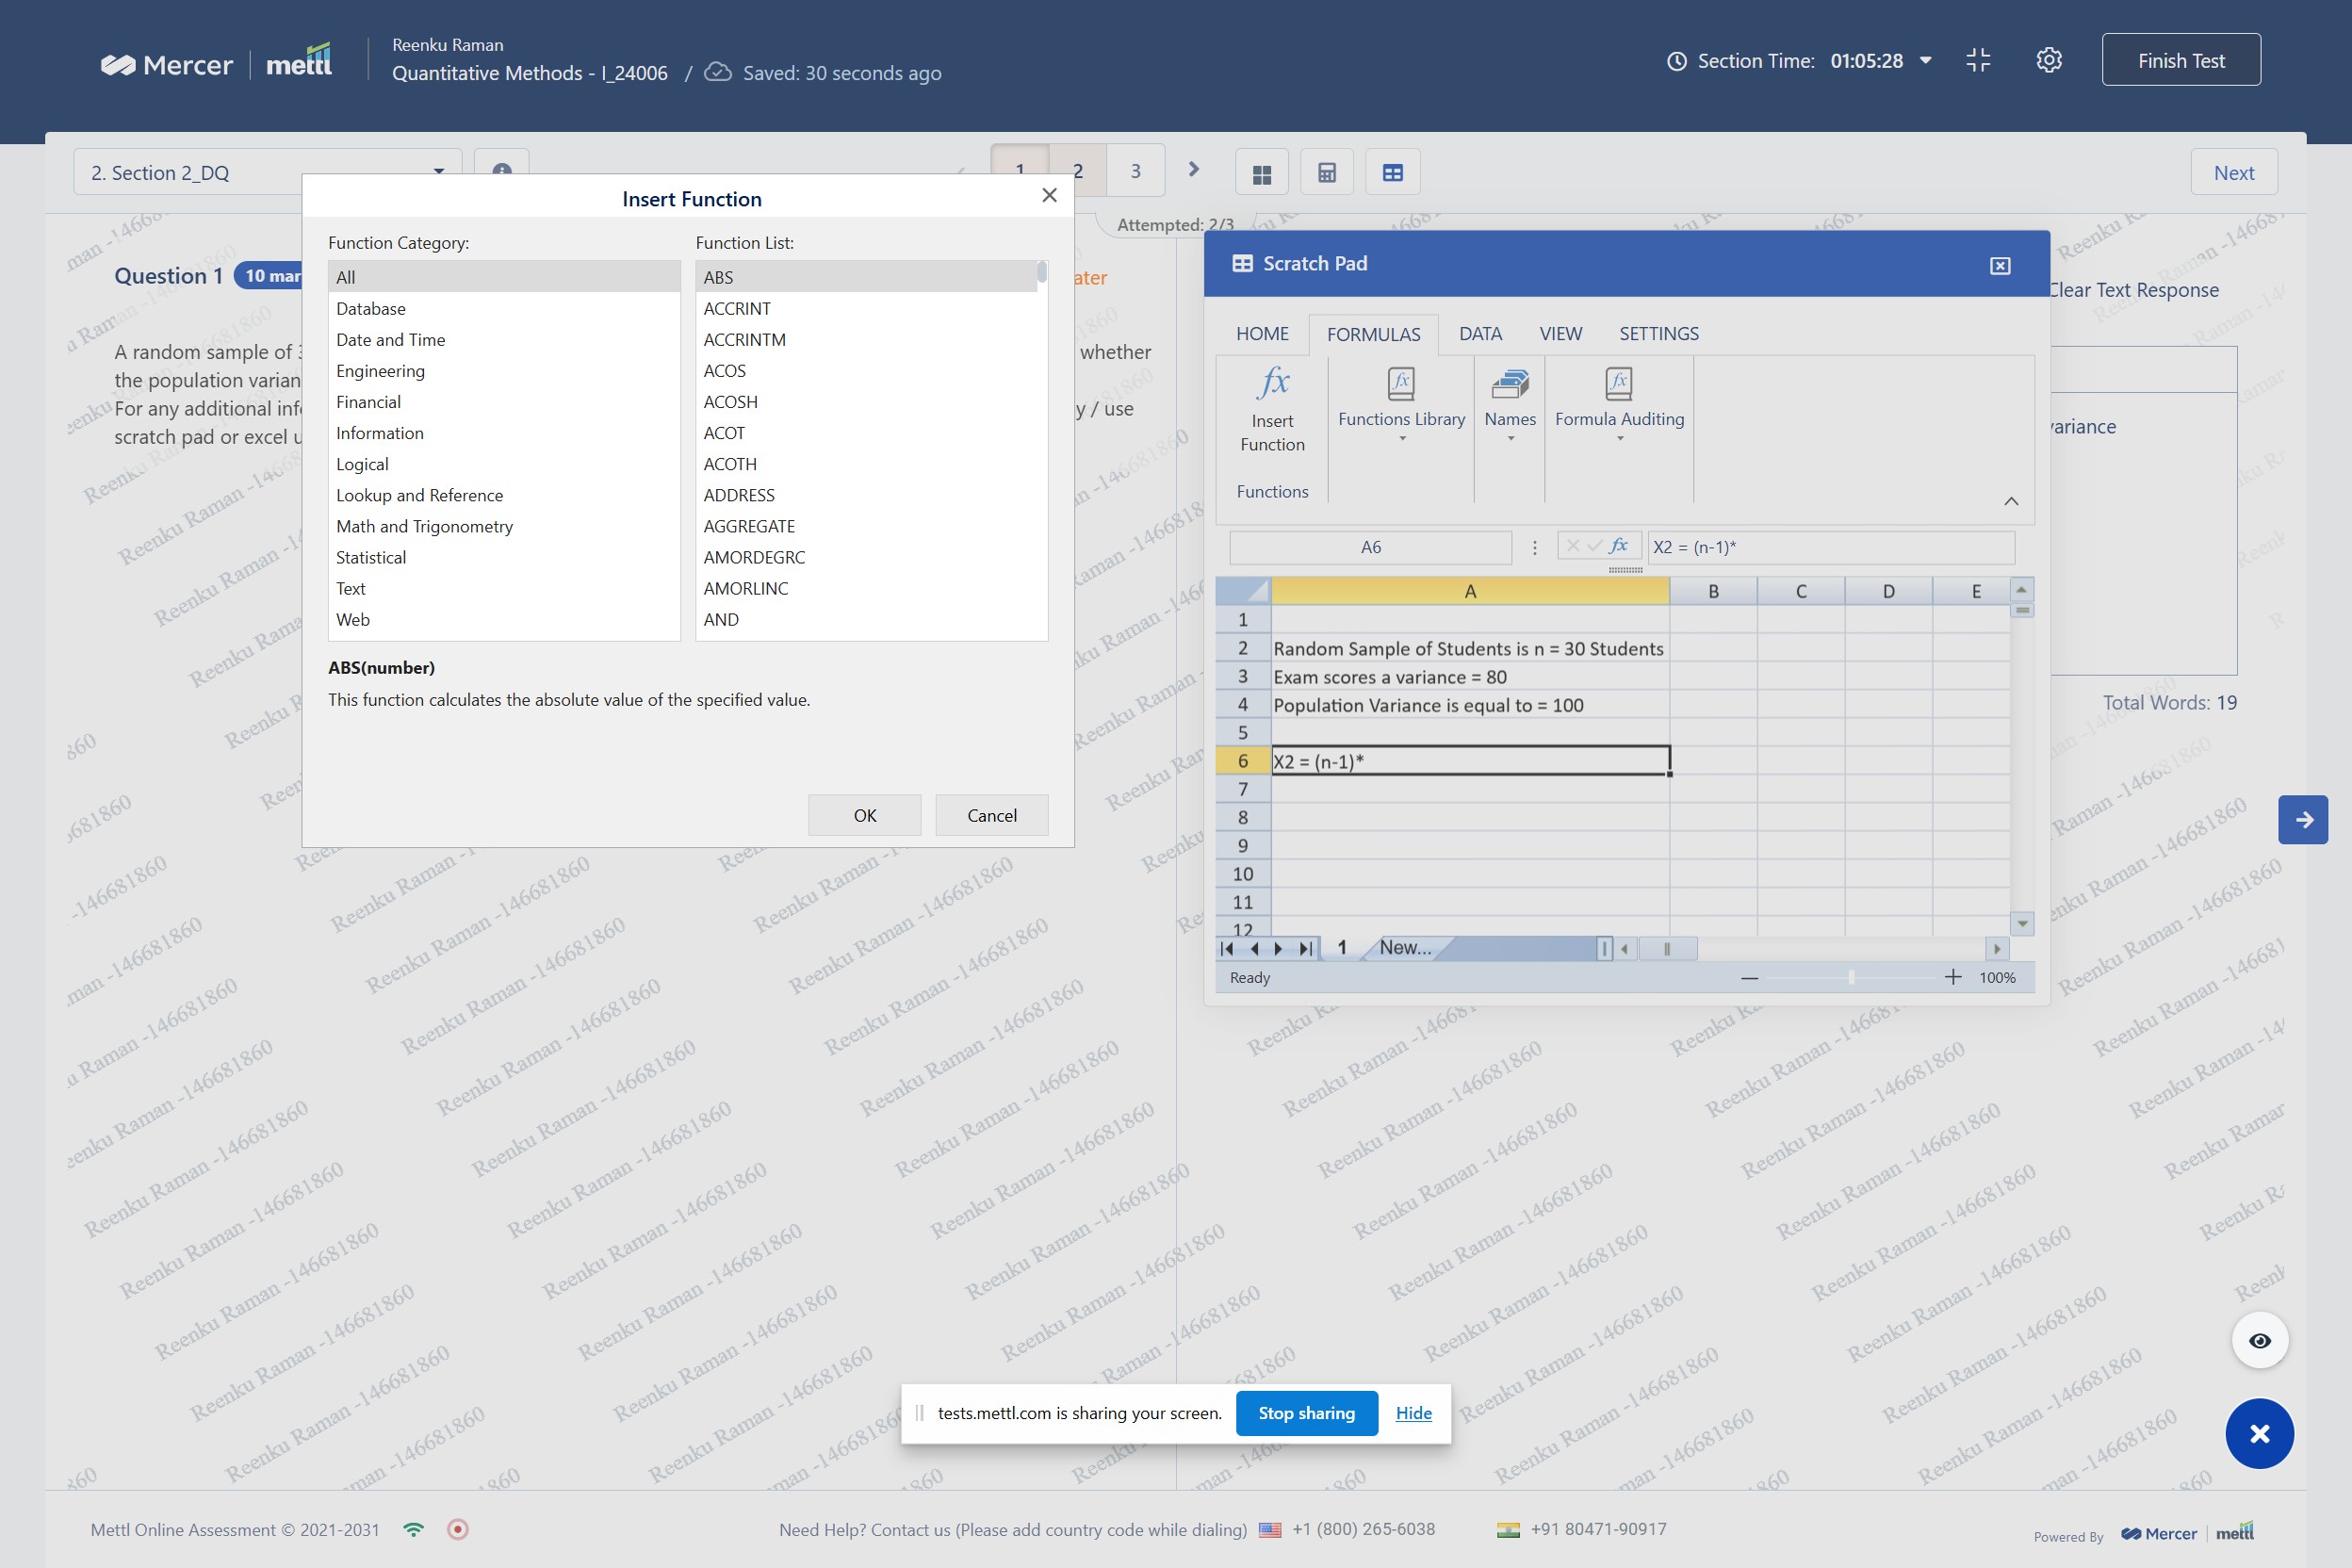 Mercer | mettl
Reenku Raman
Quantitative Methods - I_24006 / Saved: 30 seconds ago
Section Time: 01:05:28
Finish Test
2. Section 2_DQ
1 2 3
Next
Attempted: 2/3
Insert Function
Function Category:
All
Database
Date and Time
Engineering
Financial
Information
Logical
Lookup and Reference
Math and Trigonometry
Statistical
Text
Web
Function List:
ABS
ACCRINT
ACCRINTM
ACOS
ACOSH
ACOT
ACOTH
ADDRESS
AGGREGATE
AMORDEGRC
AMORLINC
AND
ABS(number)
This function calculates the absolute value of the specified value.
OK
Cancel
Question 1 10 mar
ater
A random sample of
whether
the population varian
For any additional inf
y / use
scratch pad or excel u
Scratch Pad
HOME FORMULAS DATA VIEW SETTINGS
fx
Insert
Function
Functions
fx
Functions Library
Names
fx
Formula Auditing
A6
fx
X2 = (n-1)*
A B C D E
1
2 Random Sample of Students is n = 30 Students
3 Exam scores a variance = 80
4 Population Variance is equal to = 100
5
6 X2 = (n-1)*
7
8
9
10
11
12
1 New...
Ready
100%
Clear Text Response
variance
Total Words: 19
Reenku Raman -146681860
tests.mettl.com is sharing your screen.
Stop sharing
Hide
Mettl Online Assessment © 2021-2031
Need Help? Contact us (Please add country code while dialing) +1 (800) 265-6038 +91 80471-90917
Powered By Mercer | mettl